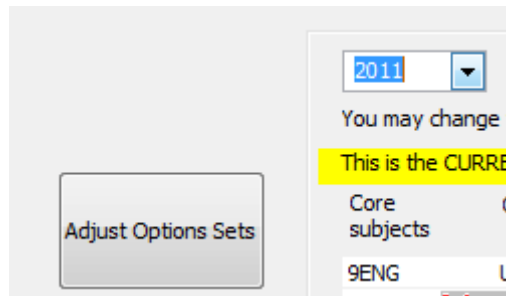 2011
You may change
This is the CURRE
Adjust Options Sets
Core
subjects
9ENG